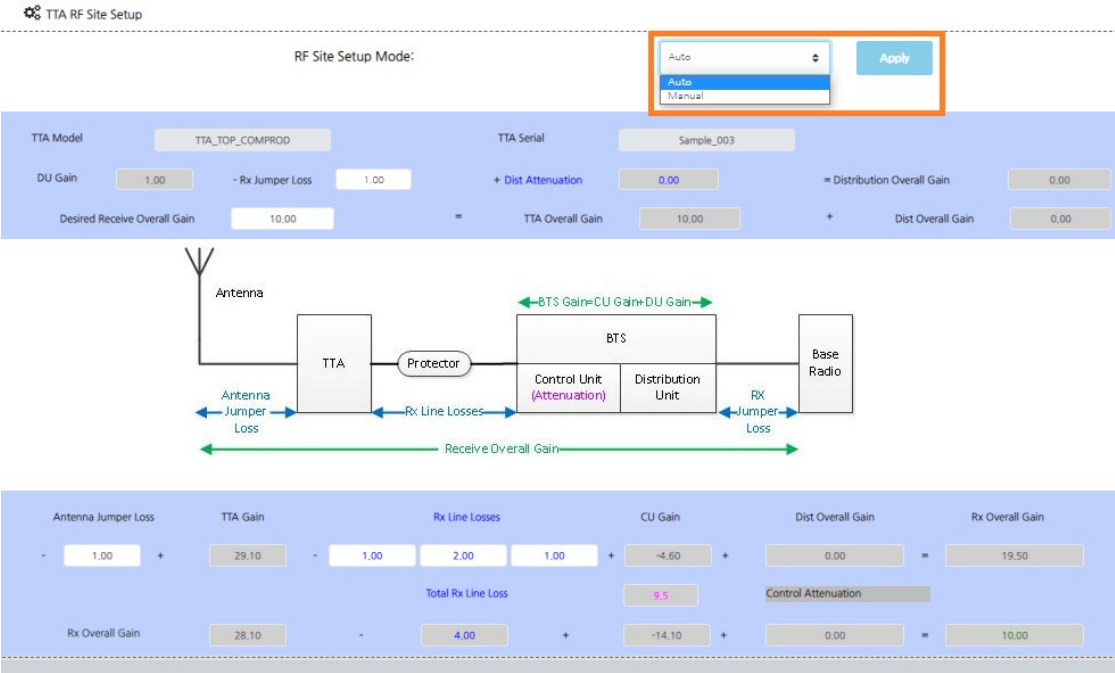 TTA RF Site Setup
RF Site Setup Mode:
Auto
Apply
Auto
Manual
TTA Model TTA_TOP_COMPROD TTA Serial Sample_003
DU Gain 1.00 - Rx Jumper Loss 1.00 + Dist Attenuation 0.00 = Distribution Overall Gain 0.00
Desired Receive Overall Gain 10.00 = TTA Overall Gain 10.00 + Dist Overall Gain 0.00
Antenna
BTS Gain=CU Gain+DU Gain
BTS
TTA
Protector
Base
Radio
Control Unit
(Attenuation)
Distribution
Unit
Antenna
Jumper
Loss
Rx Line Losses
RX
Jumper
Loss
Receive Overall Gain
Antenna Jumper Loss TTA Gain Rx Line Losses CU Gain Dist Overall Gain Rx Overall Gain
- 1.00 + 29.10 - 1.00 2.00 1.00 + -4.60 + 0.00 = 19.50
Total Rx Line Loss 9.5 Control Attenuation
Rx Overall Gain 28.10 - 4.00 + -14.10 + 0.00 = 10.00